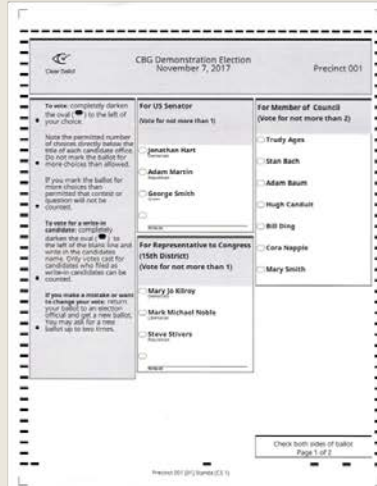 Clear Ballot
CBG Demonstration Election
November 7, 2017
Precinct 001
To vote: completely darken
the oval ( ) to the left of
your choice.
Note the permitted number
of choices directly below the
title of each candidate office.
Do not mark the ballot for
more choices than allowed.
If you mark the ballot for
more choices than
permitted that contest or
question will not be
counted.
To vote for a write-in
candidate: completely
darken the oval ( ) to
the left of the blank line and
write in the candidates
name. Only votes cast for
candidates who filed as
write-in candidates can be
counted.
If you make a mistake or want
to change your vote: return
your ballot to an election
official and get a new ballot.
You may ask for a new
ballot up to two times.
For US Senator
(Vote for not more than 1)
Jonathan Hart
Democratic
Adam Martin
Republican
George Smith
Green
Write-in
For Representative to Congress
(15th District)
(Vote for not more than 1)
Mary Jo Kilroy
Democratic
Mark Michael Noble
Libertarian
Steve Stivers
Republican
Write-in
For Member of Council
(Vote for not more than 2)
Trudy Ages
Stan Bach
Adam Baum
Hugh Canduit
Bill Ding
Cora Napple
Mary Smith
Check both sides of ballot
Page 1 of 2